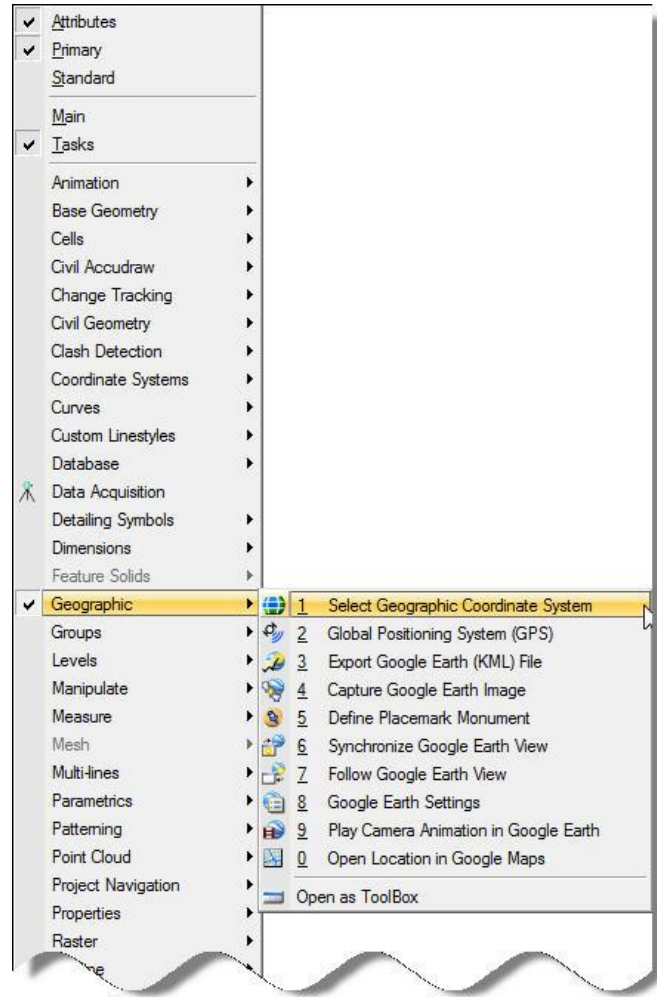 Attributes
Primary
Standard
Main
Tasks
Animation
Base Geometry
Cells
Civil Accudraw
Change Tracking
Civil Geometry
Clash Detection
Coordinate Systems
Curves
Custom Linestyles
Database
Data Acquisition
Detailing Symbols
Dimensions
Feature Solids
Geographic
Groups
Levels
Manipulate
Measure
Mesh
Multi-lines
Parametrics
Patterning
Point Cloud
Project Navigation
Properties
Raster
1 Select Geographic Coordinate System
2 Global Positioning System (GPS)
3 Export Google Earth (KML) File
4 Capture Google Earth Image
5 Define Placemark Monument
6 Synchronize Google Earth View
7 Follow Google Earth View
8 Google Earth Settings
9 Play Camera Animation in Google Earth
0 Open Location in Google Maps
Open as ToolBox